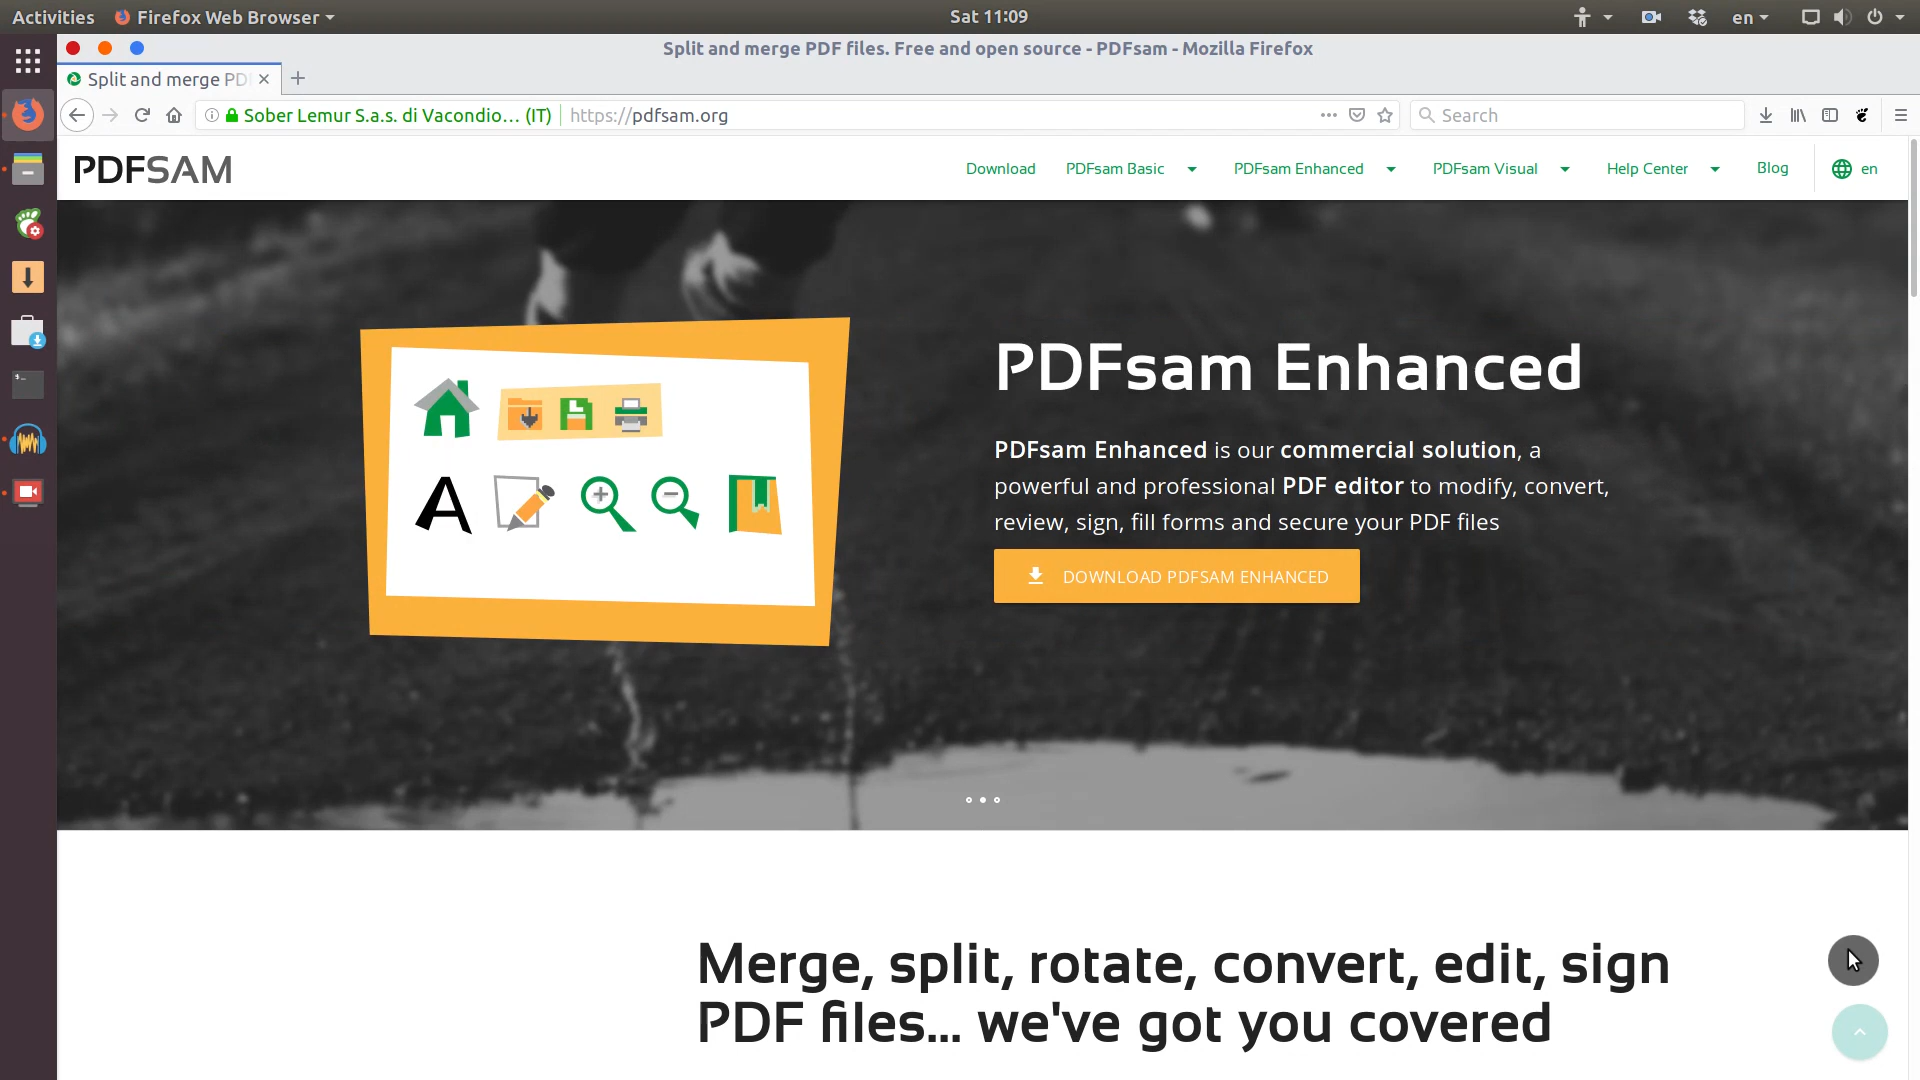 Activities Firefox Web Browser Sat 11:09 en
Split and merge PDF files. Free and open source - PDFsam - Mozilla Firefox
Split and merge PD
Sober Lemur S.a.s. di Vacondio… (IT) https://pdfsam.org Search
PDFSAM Download PDFsam Basic PDFsam Enhanced PDFsam Visual Help Center Blog en
PDFsam Enhanced
PDFsam Enhanced is our commercial solution, a
powerful and professional PDF editor to modify, convert,
review, sign, fill forms and secure your PDF files
DOWNLOAD PDFSAM ENHANCED
A
Merge, split, rotate, convert, edit, sign
PDF files... we've got you covered